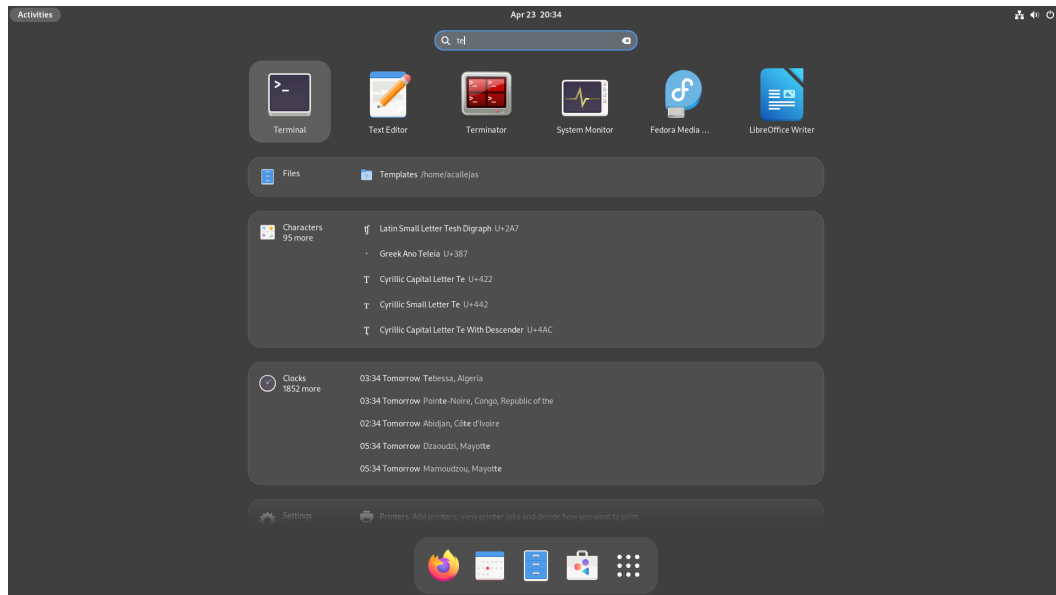 Activities
Apr 23 20:34
te
Terminal
Text Editor
Terminator
System Monitor
Fedora Media ...
LibreOffice Writer
Files
Templates /home/acallejas
Characters
95 more
ʧ Latin Small Letter Tesh Digraph U+2A7
· Greek Ano Teleia U+387
Т Cyrillic Capital Letter Te U+422
т Cyrillic Small Letter Te U+442
Ҭ Cyrillic Capital Letter Te With Descender U+4AC
Clocks
1852 more
03:34 Tomorrow Tebessa, Algeria
03:34 Tomorrow Pointe-Noire, Congo, Republic of the
02:34 Tomorrow Abidjan, Côte d'Ivoire
05:34 Tomorrow Dzaoudzi, Mayotte
05:34 Tomorrow Mamoudzou, Mayotte
Settings
Printers Add printers, view printer jobs and decide how you want to print